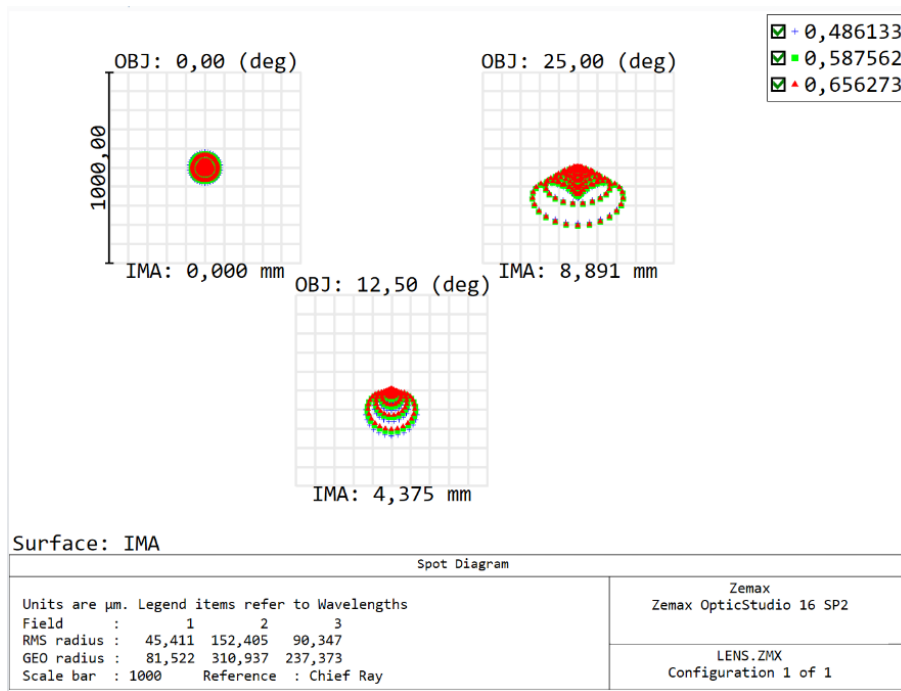 + 0,486133
0,587562
0,656273
OBJ: 0,00 (deg)
OBJ: 25,00 (deg)
1000,00
IMA: 0,000 mm
IMA: 8,891 mm
OBJ: 12,50 (deg)
IMA: 4,375 mm
Surface: IMA
Spot Diagram
Units are µm. Legend items refer to Wavelengths
Field : 1 2 3
RMS radius : 45,411 152,405 90,347
GEO radius : 81,522 310,937 237,373
Scale bar : 1000 Reference : Chief Ray
Zemax
Zemax OpticStudio 16 SP2
LENS.ZMX
Configuration 1 of 1